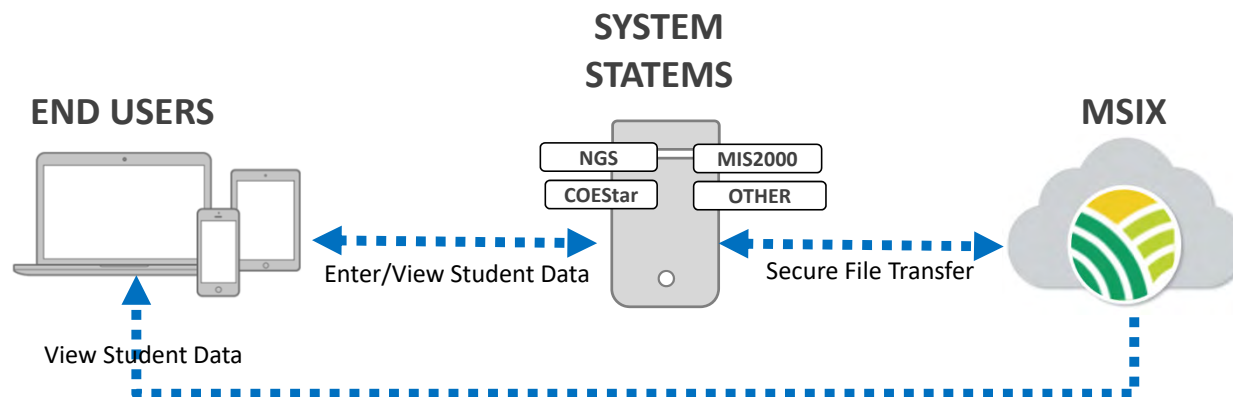 SYSTEM
STATEMS
END USERS
MSIX
NGS
MIS2000
COEStar
OTHER
Enter/View Student Data
Secure File Transfer
View Student Data